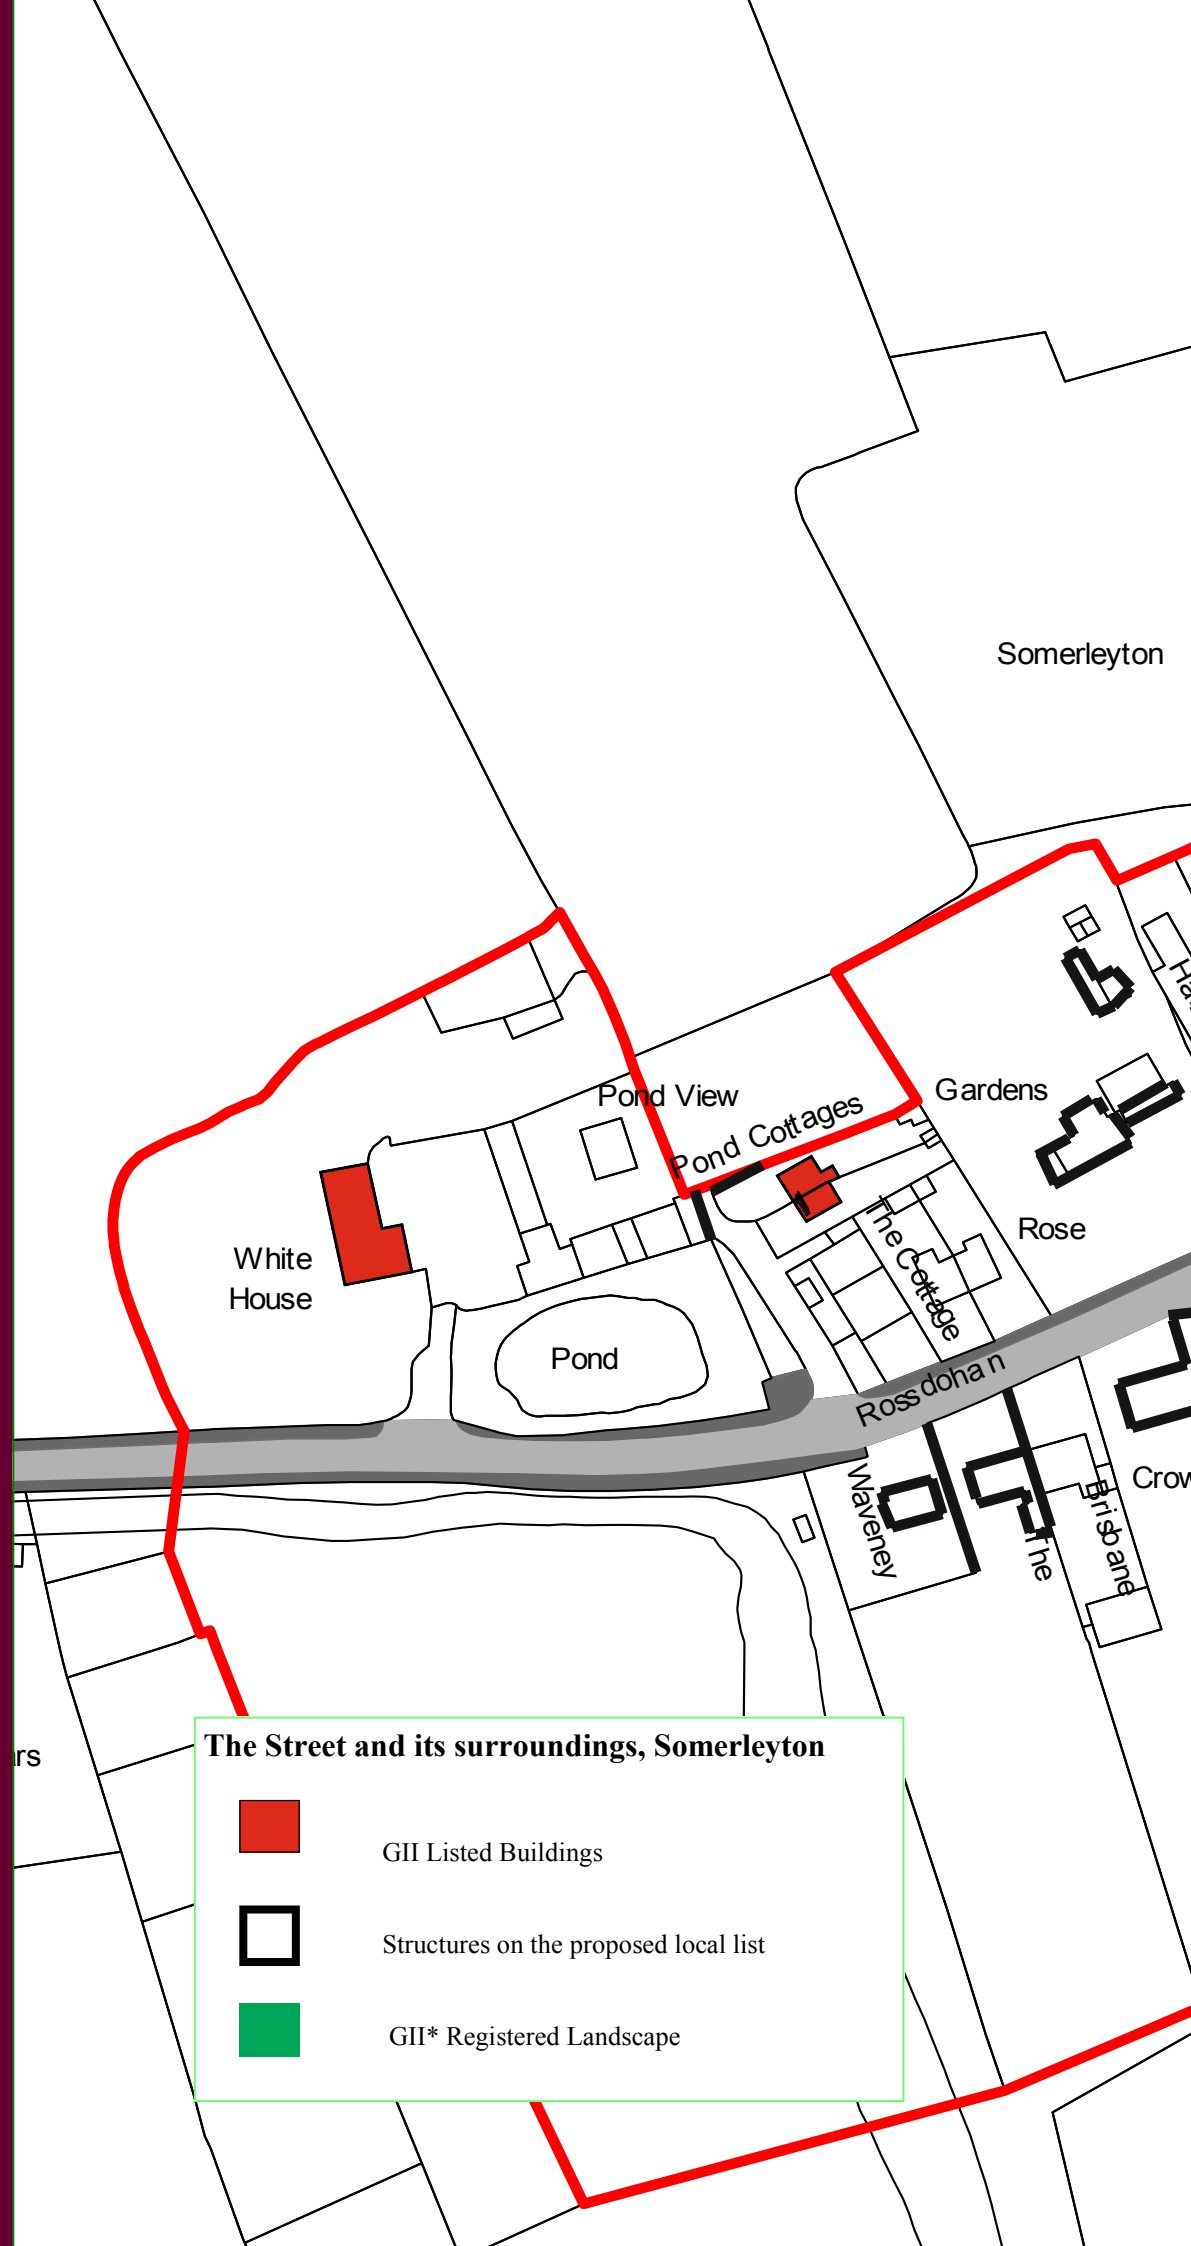 Somerleyton
Pond View
Pond Cottages
Gardens
Rose
The Cottage
White
House
Pond
Rossdohan
Waveney
The
Brisbane
The Street and its surroundings, Somerleyton
GII Listed Buildings
Structures on the proposed local list
GII* Registered Landscape